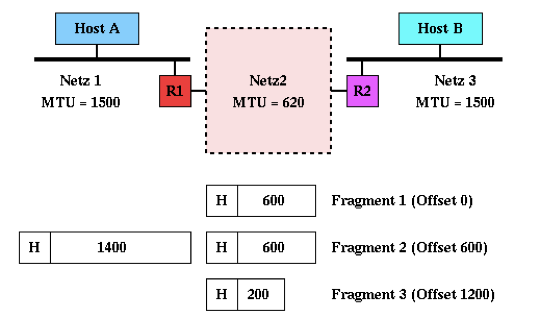 Host A
Host B
Netz 1
MTU = 1500
R1
Netz2
MTU = 620
R2
Netz 3
MTU = 1500
H 600 Fragment 1 (Offset 0)
H 1400 H 600 Fragment 2 (Offset 600)
H 200 Fragment 3 (Offset 1200)